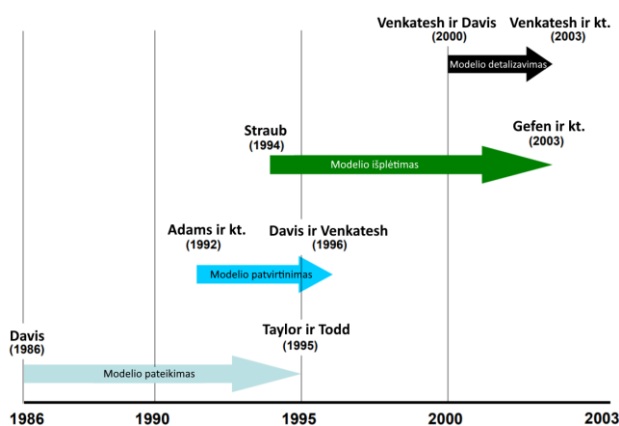 Venkatesh ir Davis
(2000)
Venkatesh ir kt.
(2003)
Modelio detalizavimas
Straub
(1994)
Gefen ir kt.
(2003)
Modelio išplėtimas
Adams ir kt.
(1992)
Davis ir Venkatesh
(1996)
Modelio patvirtinimas
Davis
(1986)
Taylor ir Todd
(1995)
Modelio pateikimas
1986
1990
1995
2000
2003